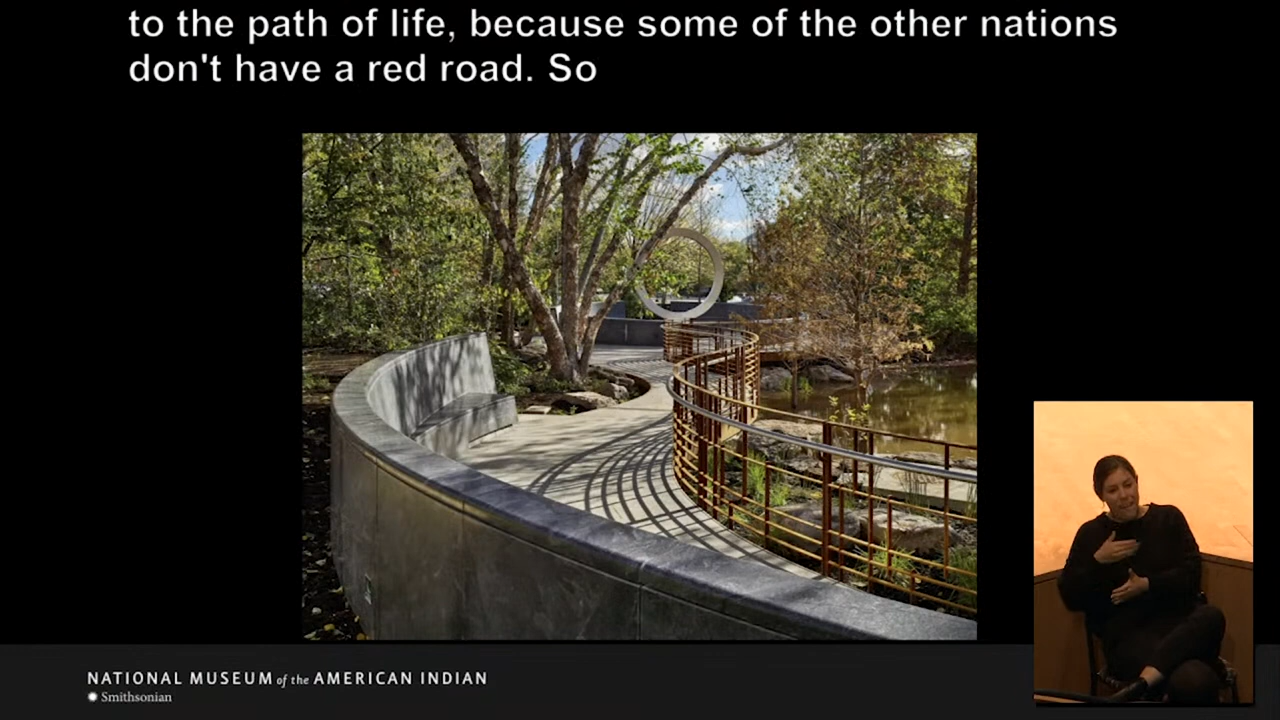 to the path of life, because some of the other nations
don't have a red road. So
NATIONAL MUSEUM of the AMERICAN INDIAN
Smithsonian